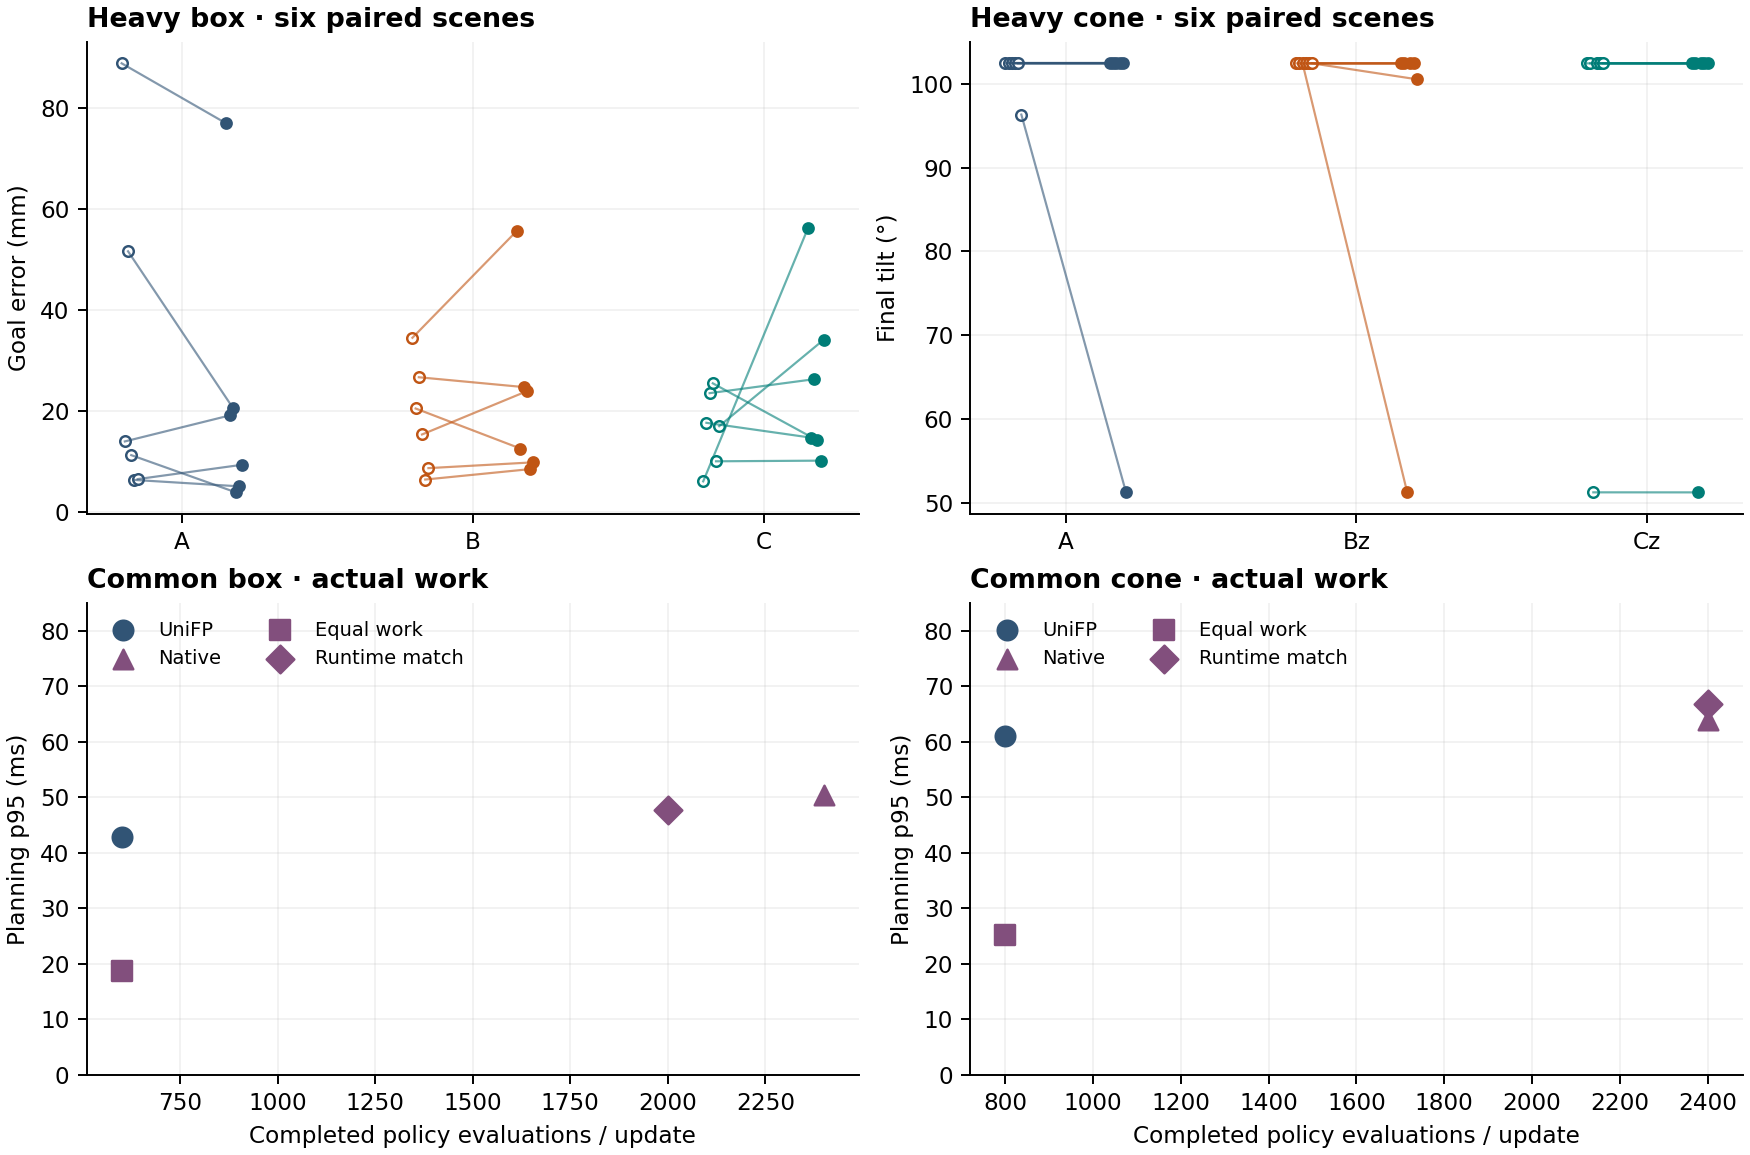 Heavy box · six paired scenes
Goal error (mm)
80
60
40
20
0
A
B
C
Heavy cone · six paired scenes
Final tilt (°)
100
90
80
70
60
50
A
Bz
Cz
Common box · actual work
UniFP
Native
Equal work
Runtime match
Planning p95 (ms)
80
70
60
50
40
30
20
10
0
750
1000
1250
1500
1750
2000
2250
Completed policy evaluations / update
Common cone · actual work
UniFP
Native
Equal work
Runtime match
Planning p95 (ms)
80
70
60
50
40
30
20
10
0
800
1000
1200
1400
1600
1800
2000
2200
2400
Completed policy evaluations / update